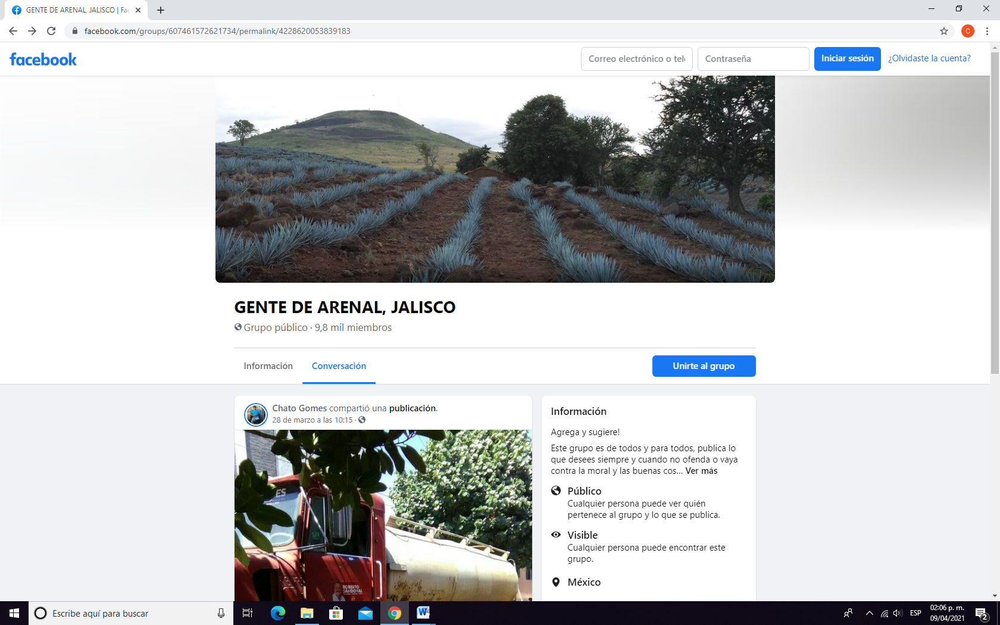 GENTE DE ARENAL, JALISCO | Fac
facebook.com/groups/607461572621734/permalink/4228620053839183
C
facebook
Correo electrónico o telé
Contraseña
Iniciar sesión
¿Olvidaste la cuenta?
GENTE DE ARENAL, JALISCO
Grupo público · 9,8 mil miembros
Información
Conversación
Unirte al grupo
Chato Gomes compartió una publicación.
28 de marzo a las 10:15 ·
ES
ROBERTO
SANDOVAL
Información
Agrega y sugiere!
Este grupo es de todos y para todos, publica lo
que desees siempre y cuando no ofenda o vaya
contra la moral y las buenas cos... Ver más
Público
Cualquier persona puede ver quién
pertenece al grupo y lo que se publica.
Visible
Cualquier persona puede encontrar este
grupo.
México
Escribe aquí para buscar
W
ESP
02:06 p. m.
09/04/2021
2